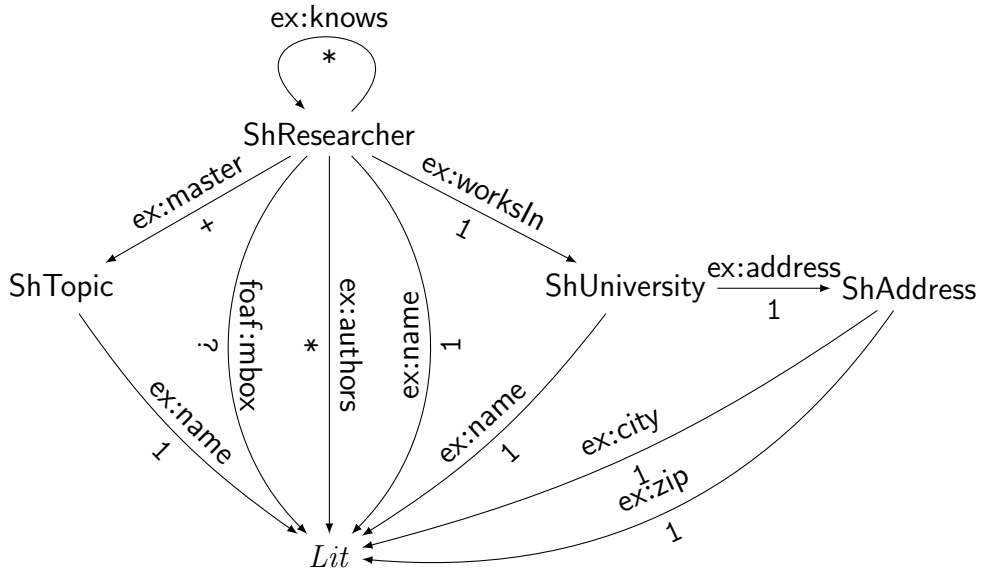 ex:knows
*
ShResearcher
ex:master
+
ex:worksIn
1
ShTopic
foaf:mbox
?
ex:authors
*
ex:name
1
ShUniversity
ex:address
1
ShAddress
ex:name
1
ex:name
1
ex:city
1
ex:zip
1
Lit